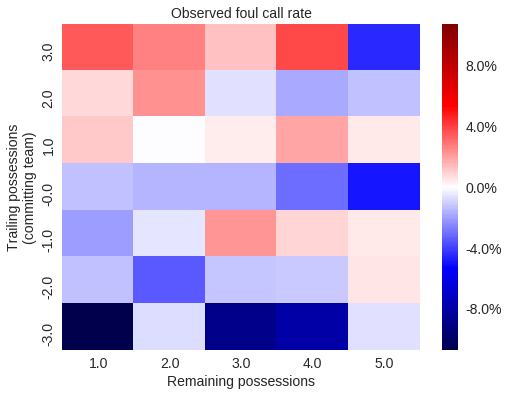 Observed foul call rate
Trailing possessions
(committing team)
3.0
2.0
1.0
-0.0
-1.0
-2.0
-3.0
1.0 2.0 3.0 4.0 5.0
Remaining possessions
8.0%
4.0%
0.0%
-4.0%
-8.0%